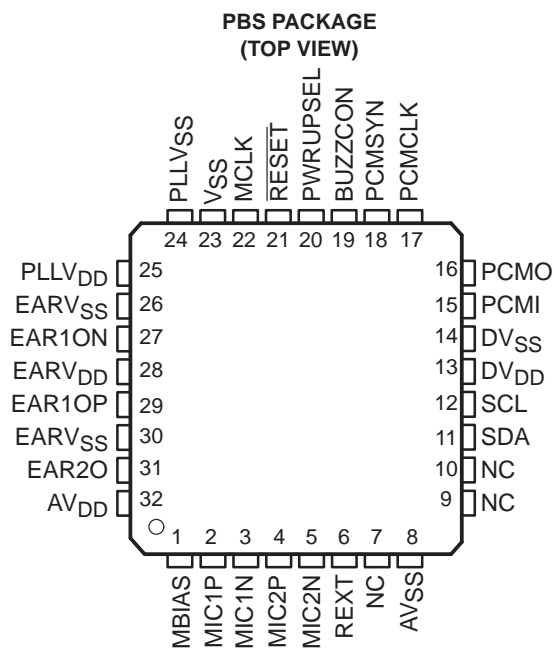 PBS PACKAGE
(TOP VIEW)
PLLVSS
VSS
MCLK
RESET
PWRUPSEL
BUZZCON
PCMSYN
PCMCLK
24 23 22 21 20 19 18 17
PLLVDD 25
EARVSS 26
EAR1ON 27
EARVDD 28
EAR1OP 29
EARVSS 30
EAR2O 31
AVDD 32
16 PCMO
15 PCMI
14 DVSS
13 DVDD
12 SCL
11 SDA
10 NC
9 NC
1 2 3 4 5 6 7 8
MBIAS
MIC1P
MIC1N
MIC2P
MIC2N
REXT
NC
AVSS